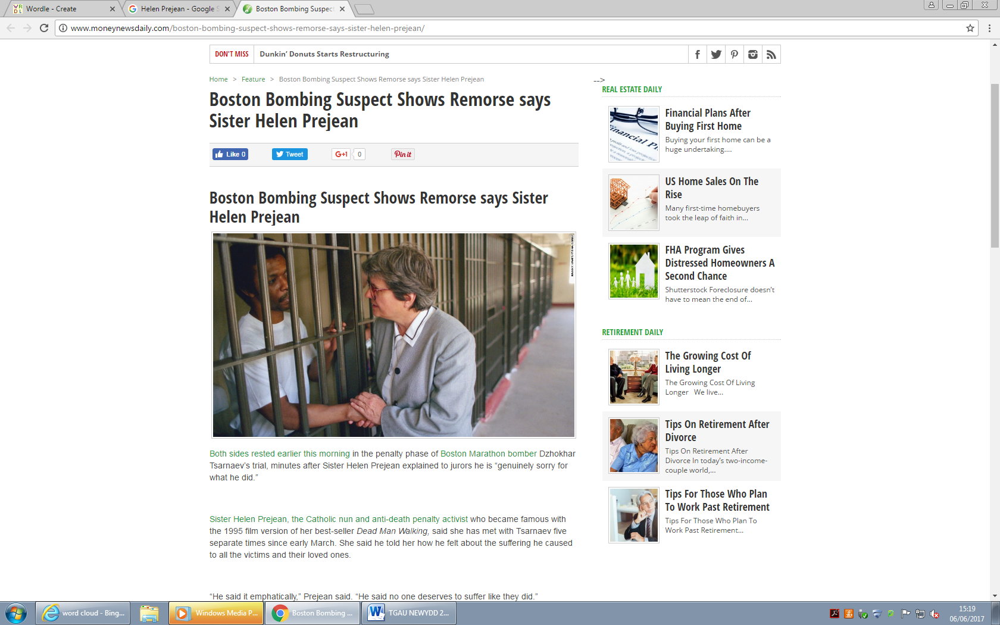 Wordle - Create
Helen Prejean - Google S
Boston Bombing Suspect
www.moneynewsdaily.com/boston-bombing-suspect-shows-remorse-says-sister-helen-prejean/
DON'T MISS
Dunkin' Donuts Starts Restructuring
Home > Feature > Boston Bombing Suspect Shows Remorse says Sister Helen Prejean
Boston Bombing Suspect Shows Remorse says
Sister Helen Prejean
Like 0
Tweet
G+1
0
Pin it
Boston Bombing Suspect Shows Remorse says Sister
Helen Prejean
Both sides rested earlier this morning in the penalty phase of Boston Marathon bomber Dzhokhar
Tsarnaev's trial, minutes after Sister Helen Prejean explained to jurors he is “genuinely sorry for
what he did.”
Sister Helen Prejean, the Catholic nun and anti-death penalty activist who became famous with
the 1995 film version of her best-seller Dead Man Walking, said she has met with Tsarnaev five
separate times since early March. She said he told her how he felt about the suffering he caused
to all the victims and their loved ones.
“He said it emphatically,” Prejean said. “He said no one deserves to suffer like they did.”
-->
REAL ESTATE DAILY
Financial Pl
Financial Plans After
Buying First Home
Buying your first home can be a
huge undertaking....
US Home Sales On The
Rise
Many first-time homebuyers
took the leap of faith in...
FHA Program Gives
Distressed Homeowners A
Second Chance
Shutterstock Foreclosure doesn't
have to mean the end of...
RETIREMENT DAILY
The Growing Cost Of
Living Longer
The Growing Cost Of Living
Longer We live...
Tips On Retirement After
Divorce
Tips On Retirement After
Divorce In today's two-income-
couple world,...
Tips For Those Who Plan
To Work Past Retirement
Tips For Those Who Plan To
Work Past Retirement...
word cloud - Bing...
Windows Media P...
Boston Bombing ...
TGAU NEWYDD 2...
15:19
06/06/2017